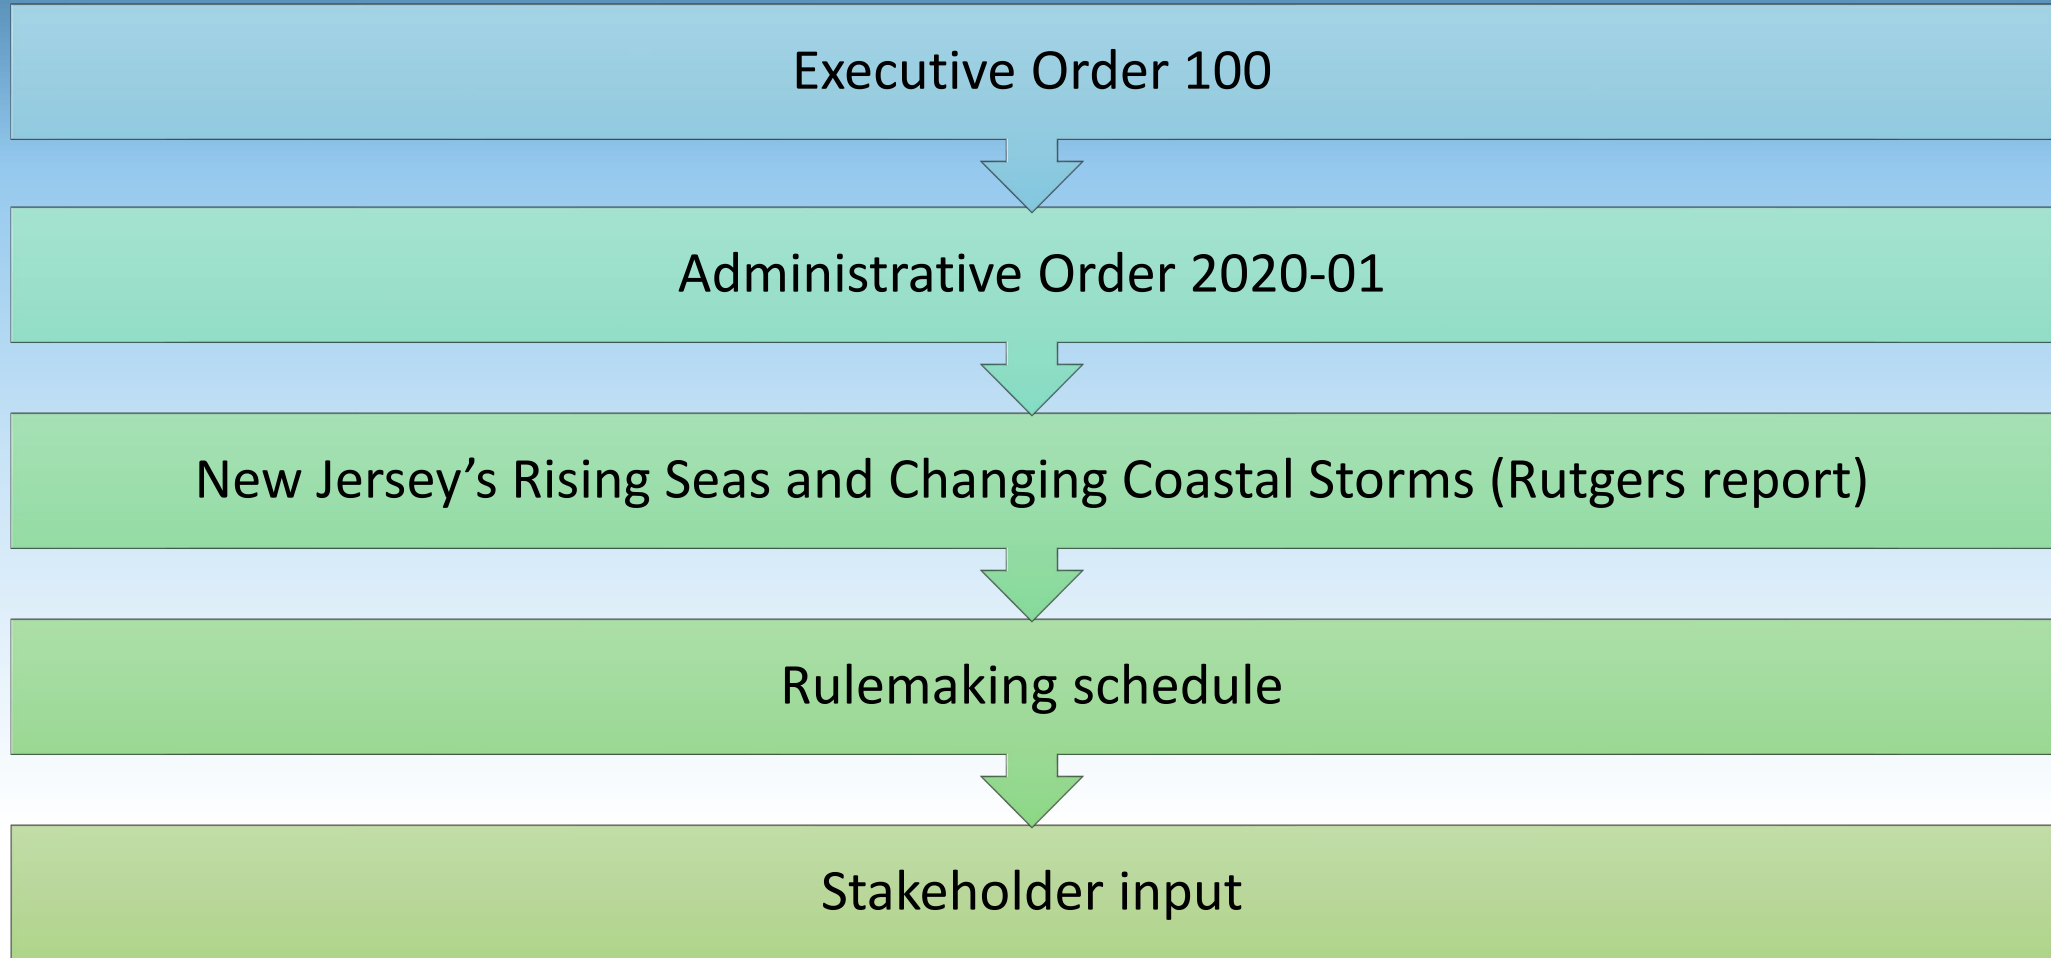 Executive Order 100
Administrative Order 2020-01
New Jersey’s Rising Seas and Changing Coastal Storms (Rutgers report)
Rulemaking schedule
Stakeholder input